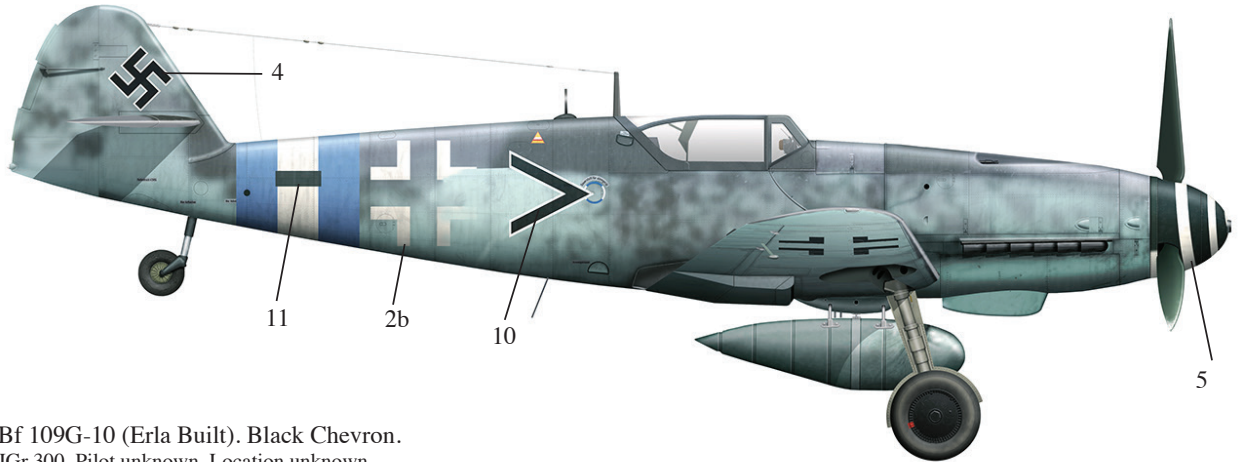 4
11
2b
10
5
Bf 109G-10 (Erla Built). Black Chevron.
JGr 300. Pilot unknown. Location unknown